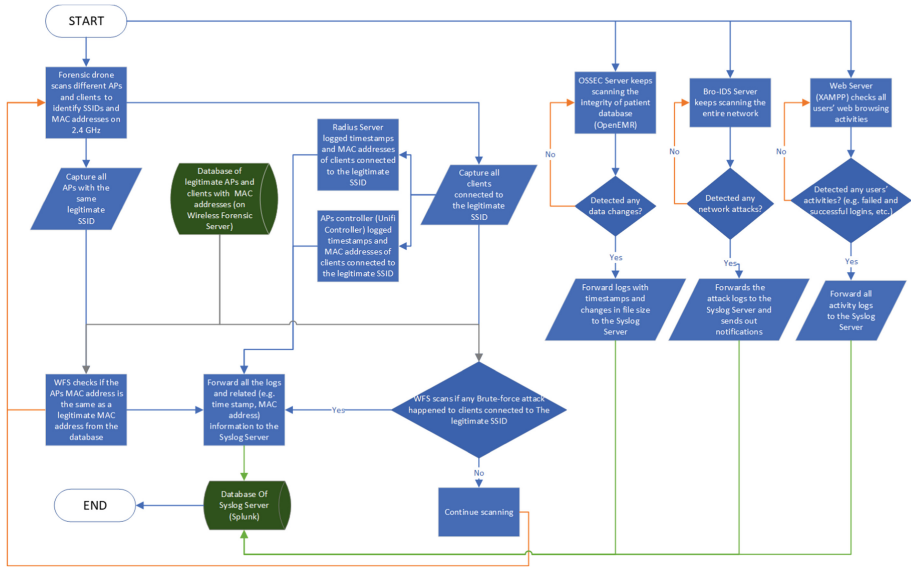 START
Forensic drone
scans different APs
and clients to
identify SSIDs and
MAC addresses on
2.4 GHz
OSSEC Server keeps
scanning the
Integrity of patient
database
(OpenEMR)
Bro-IDS Server
keeps scanning the
entire network
Web Server
(XAMPP) checks all
users' web browsing
activities
Radius Server
logged timestamps
and MAC addresses
of clients connected
to the legitimate
SSID
No
No
No
Capture all
APs with the
same
legitimate
SSID
Database of
legitimate APs and
clients with MAC
addresses (on
Wireless Forensic
Server)
Capture all
clients
connected to
the legitimate
SSID
Detected any
data changes?
Detected any
network attacks?
Detected any users'
activities? (e.g. failed and
successful logins, etc.)
APs controller (Unifi
Controller) logged
timestamps and
MAC addresses of
clients connected to
the legitimate SSID
Yes
Yes
Yes
Forward logs with
timestamps and
changes in file size
to the Syslog
Server
Forwards the
attack logs to the
Syslog Server and
sends out
notifications
Forward all
activity logs
to the Syslog
Server
WFS checks if the
APs MAC address is
the same as a
legitimate MAC
address from the
database
Forward all the logs
and related (e.g.
time stamp, MAC
address)
information to the
Syslog Server
Yes
WFS scans if any Brute-force attack
happened to clients connected to The
legitimate SSID
No
END
Database Of
Syslog Server
(Splunk)
Continue scanning